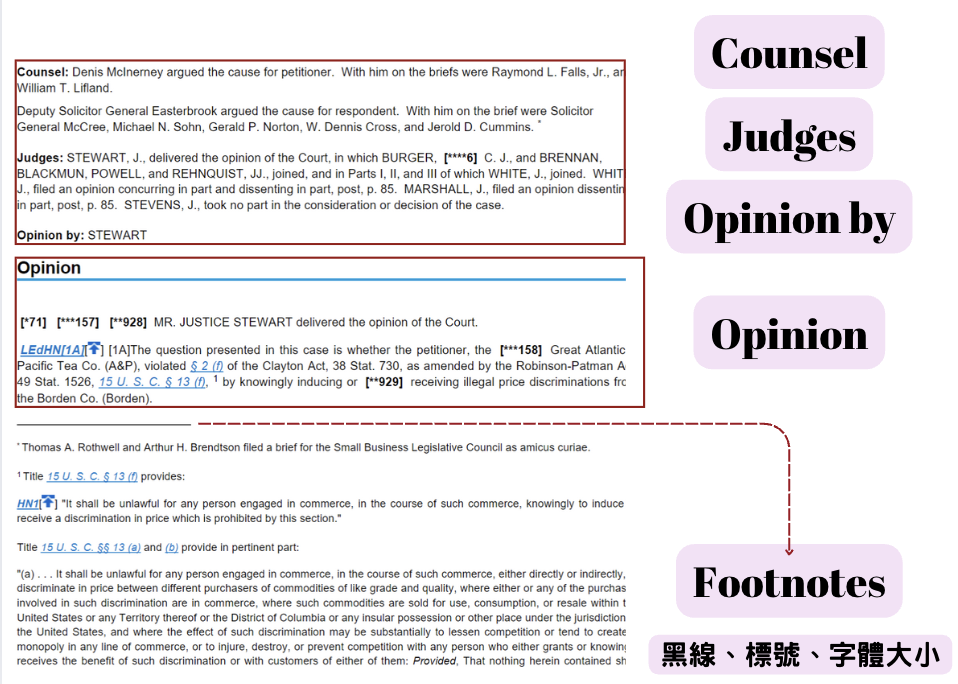 Counsel: Denis McInerney argued the cause for petitioner. With him on the briefs were Raymond L. Falls, Jr., ar
William T. Lifland.
Deputy Solicitor General Easterbrook argued the cause for respondent. With him on the brief were Solicitor
General McCree, Michael N. Sohn, Gerald P. Norton, W. Dennis Cross, and Jerold D. Cummins. *
Judges: STEWART, J., delivered the opinion of the Court, in which BURGER, [****6] C. J., and BRENNAN,
BLACKMUN, POWELL, and REHNQUIST, JJ., joined, and in Parts I, II, and III of which WHITE, J., joined. WHIT
J., filed an opinion concurring in part and dissenting in part, post, p. 85. MARSHALL, J., filed an opinion dissentin
in part, post, p. 85. STEVENS, J., took no part in the consideration or decision of the case.
Opinion by: STEWART
Opinion
[*71] [***157] [**928] MR. JUSTICE STEWART delivered the opinion of the Court.
LEdHN[1A][ ] [1A]The question presented in this case is whether the petitioner, the [***158] Great Atlantic
Pacific Tea Co. (A&P), violated § 2 (f) of the Clayton Act, 38 Stat. 730, as amended by the Robinson-Patman A
49 Stat. 1526, 15 U. S. C. § 13 (f), 1 by knowingly inducing or [**929] receiving illegal price discriminations fro
the Borden Co. (Borden).
* Thomas A. Rothwell and Arthur H. Brendtson filed a brief for the Small Business Legislative Council as amicus curiae.
1 Title 15 U. S. C. § 13 (f) provides:
HN1[ ] "It shall be unlawful for any person engaged in commerce, in the course of such commerce, knowingly to induce
receive a discrimination in price which is prohibited by this section."
Title 15 U. S. C. §§ 13 (a) and (b) provide in pertinent part:
"(a) . . . It shall be unlawful for any person engaged in commerce, in the course of such commerce, either directly or indirectly,
discriminate in price between different purchasers of commodities of like grade and quality, where either or any of the purchas
involved in such discrimination are in commerce, where such commodities are sold for use, consumption, or resale within t
United States or any Territory thereof or the District of Columbia or any insular possession or other place under the jurisdiction
the United States, and where the effect of such discrimination may be substantially to lessen competition or tend to create
monopoly in any line of commerce, or to injure, destroy, or prevent competition with any person who either grants or knowing
receives the benefit of such discrimination or with customers of either of them: Provided, That nothing herein contained sh
Counsel
Judges
Opinion by
Opinion
Footnotes
黑線、標號、字體大小